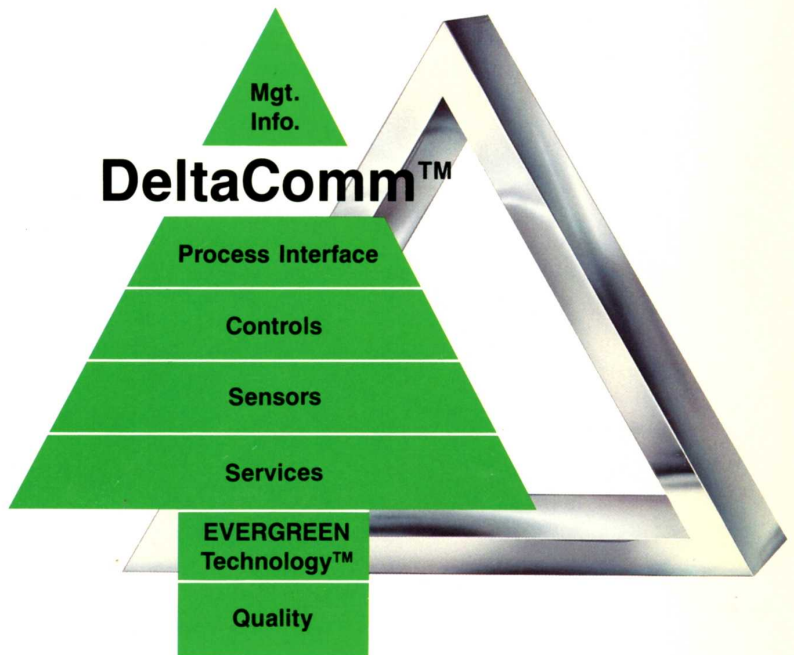 Mgt.
Info.
DeltaComm™
Process Interface
Controls
Sensors
Services
EVERGREEN
Technology™
Quality